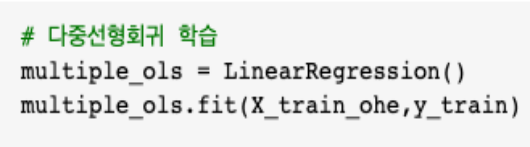 # 다중선형회귀 학습
multiple_ols = LinearRegression()
multiple_ols.fit(X_train_ohe,y_train)